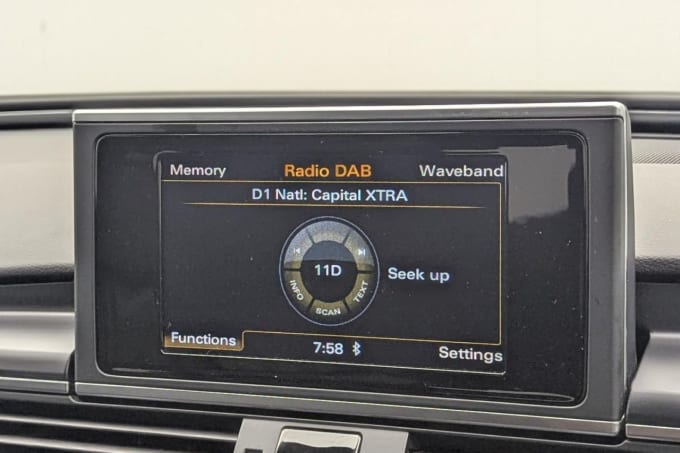 Memory Radio DAB Waveband
D1 Natl: Capital XTRA
11D
Seek up
INFO SCAN TEXT
Functions
7:58
Settings